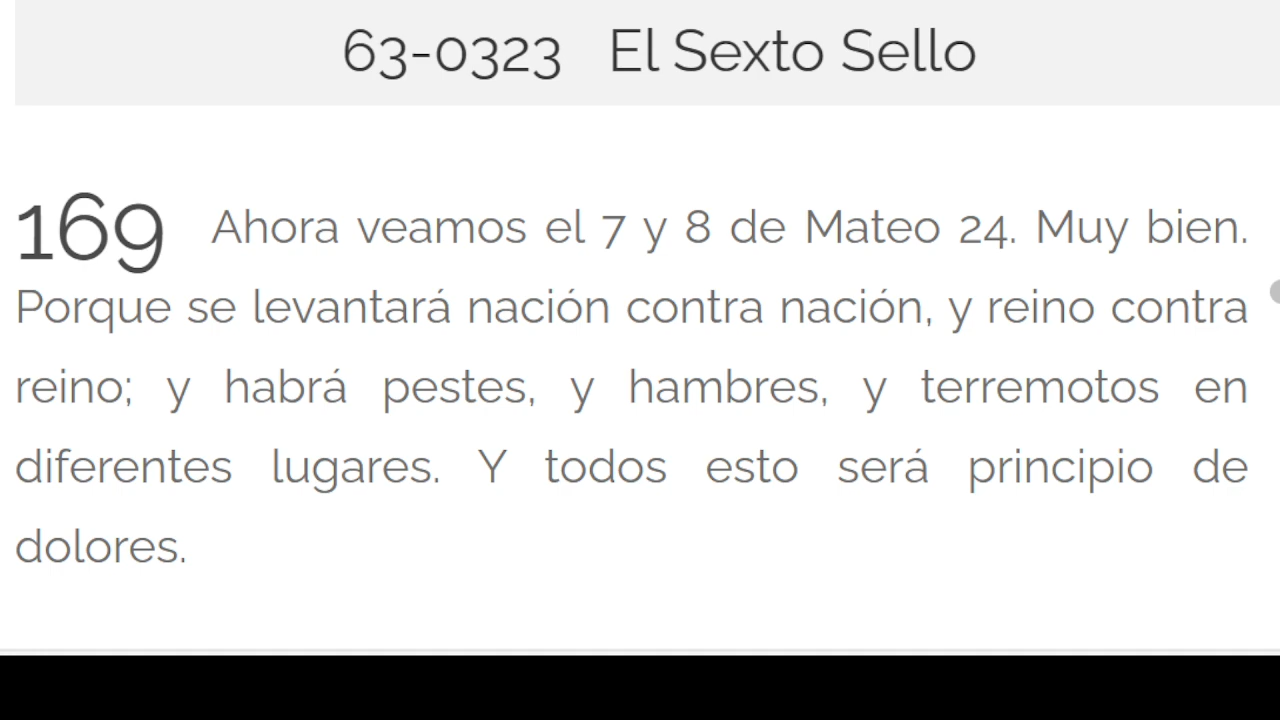 63-0323 El Sexto Sello
169 Ahora veamos el 7 y 8 de Mateo 24. Muy bien.
Porque se levantará nación contra nación, y reino contra
reino; y habrá pestes, y hambres, y terremotos en
diferentes lugares. Y todos esto será principio de
dolores.